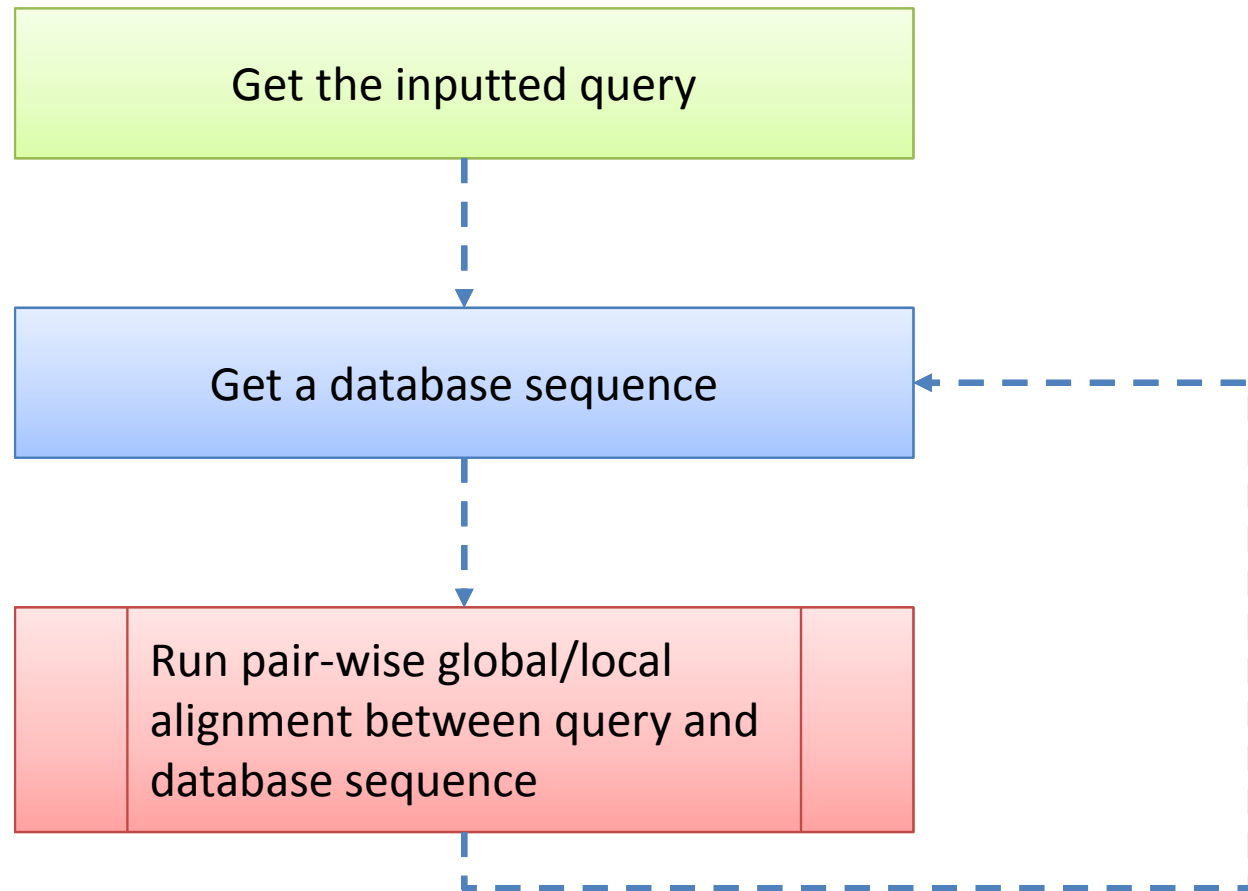 Get the inputted query
Get a database sequence
Run pair-wise global/local
alignment between query and
database sequence